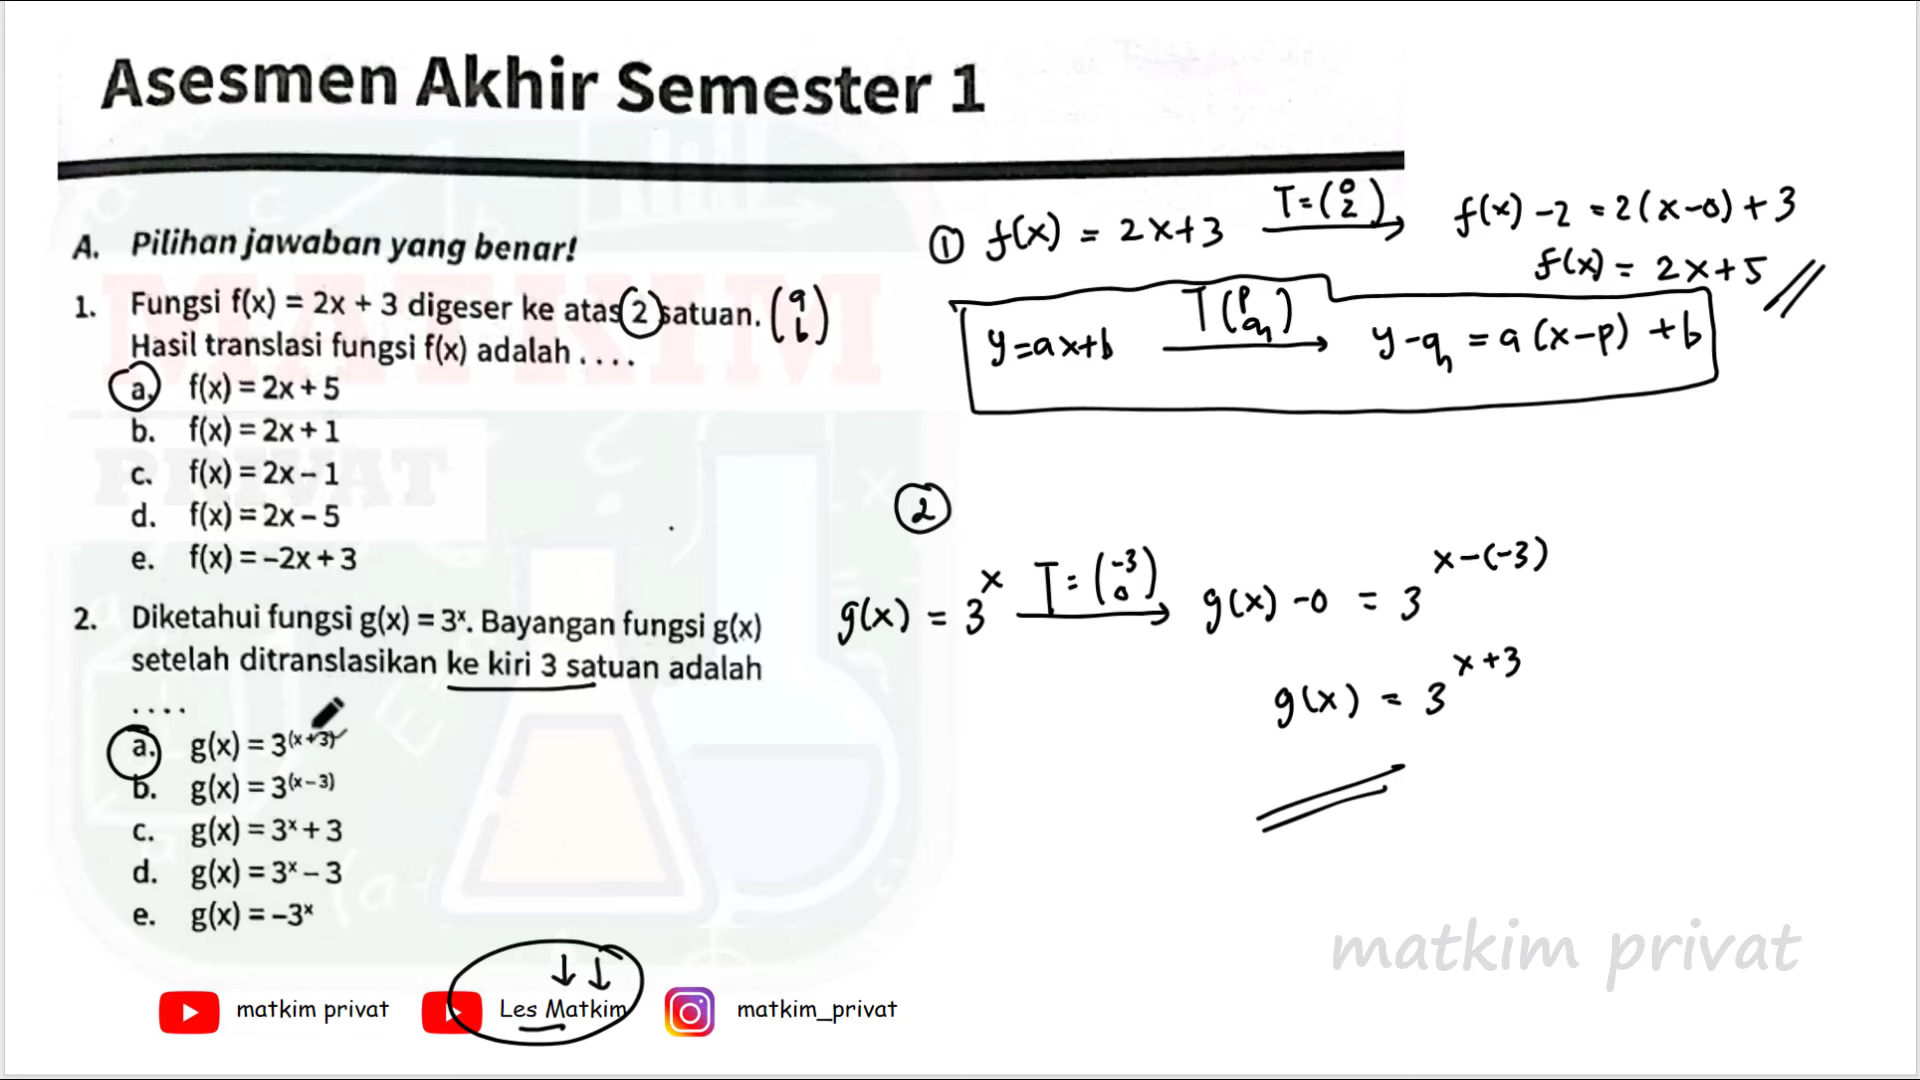 Asesmen Akhir Semester 1
A. Pilihan jawaban yang benar!
1. Fungsi f(x) = 2x + 3 digeser ke atas 2 satuan.
Hasil translasi fungsi f(x) adalah . . . .
a. f(x) = 2x + 5
b. f(x) = 2x + 1
c. f(x) = 2x – 1
d. f(x) = 2x – 5
e. f(x) = –2x + 3
2. Diketahui fungsi g(x) = 3ˣ. Bayangan fungsi g(x)
setelah ditranslasikan ke kiri 3 satuan adalah
. . . .
a. g(x) = 3^(x + 3)
b. g(x) = 3^(x – 3)
c. g(x) = 3ˣ + 3
d. g(x) = 3ˣ – 3
e. g(x) = –3ˣ
① f(x) = 2x+3 T=(0 2) f(x) -2 = 2(x-0) + 3
f(x) = 2x+5
y=ax+b T(p q) y-q = a(x-p) + b
②
g(x) = 3^x T=(-3 0) g(x) -0 = 3^x-(-3)
g(x) = 3^x+3
MATKIM
PRIVAT
matkim privat
matkim privat Les Matkim matkim_privat